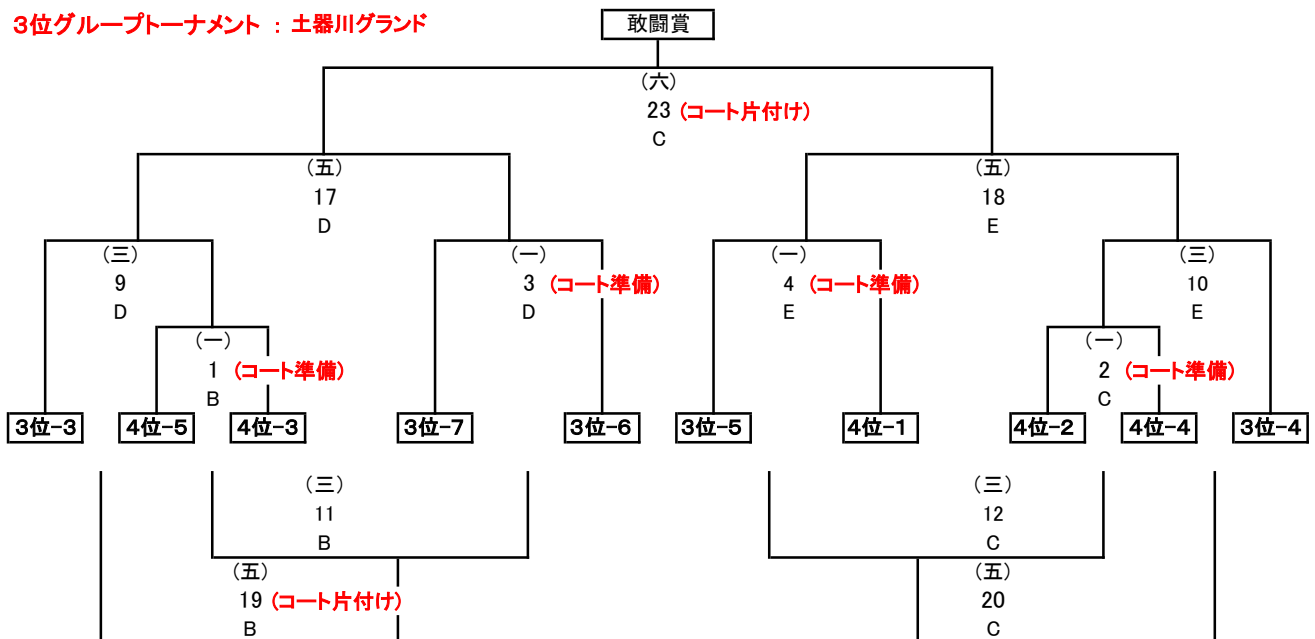 3位グループトーナメント : 土器川グランド
敢闘賞
(六)
23 (コート片付け)
C
(五) (五)
17 18
D E
(三) (一) (一) (三)
9 3 (コート準備) 4 (コート準備) 10
D D E E
(一) (一)
1 (コート準備) 2 (コート準備)
B C
3位-3 4位-5 4位-3 3位-7 3位-6 3位-5 4位-1 4位-2 4位-4 3位-4
(三) (三)
11 12
B C
(五) (五)
19 (コート片付け) 20
B C